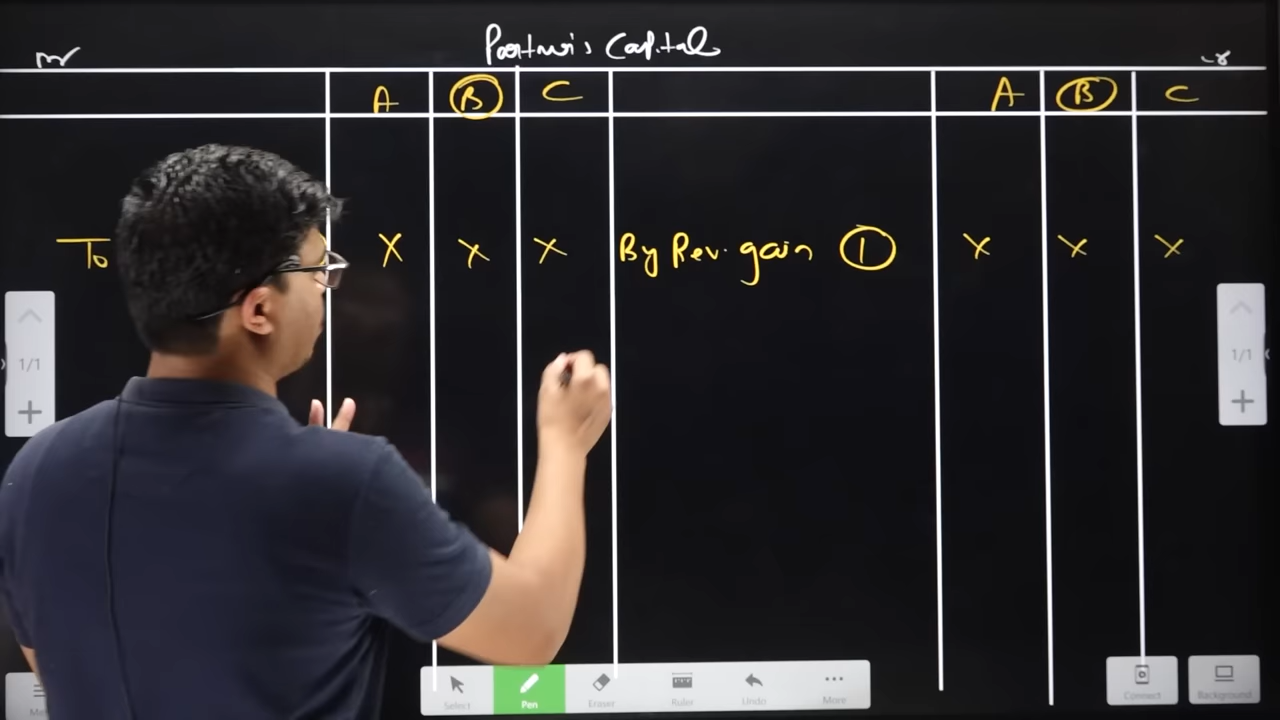 Partner's Capital
Dr
Cr
A B C A B C
To X X X By Rev. gain 1 X X X
1/1
1/1
Select Pen Eraser Ruler Undo More
Connect Background